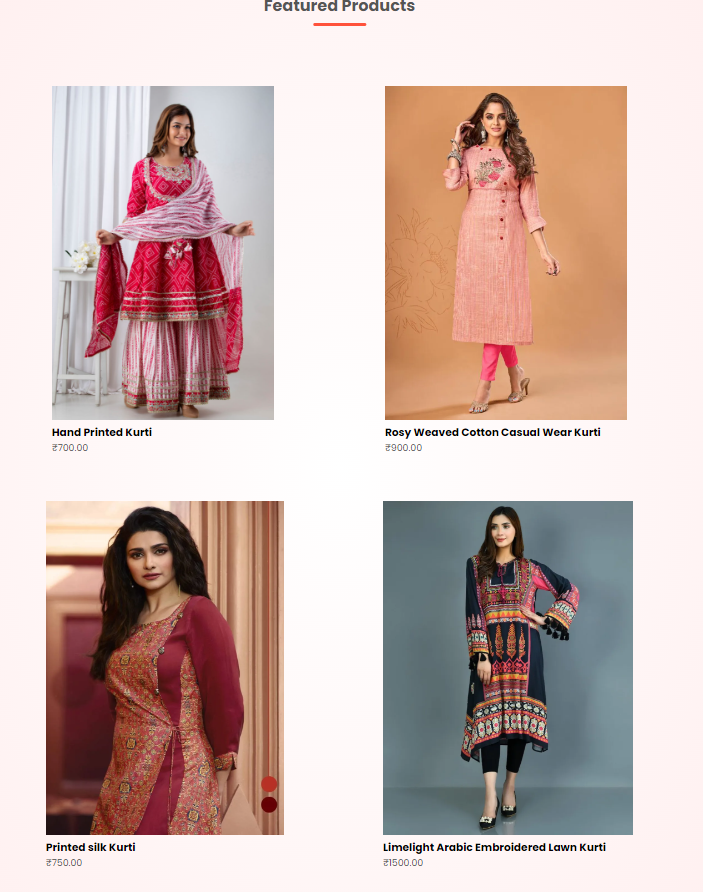 Featured Products
Hand Printed Kurti
₹700.00
Rosy Weaved Cotton Casual Wear Kurti
₹900.00
Printed silk Kurti
₹750.00
Limelight Arabic Embroidered Lawn Kurti
₹1500.00